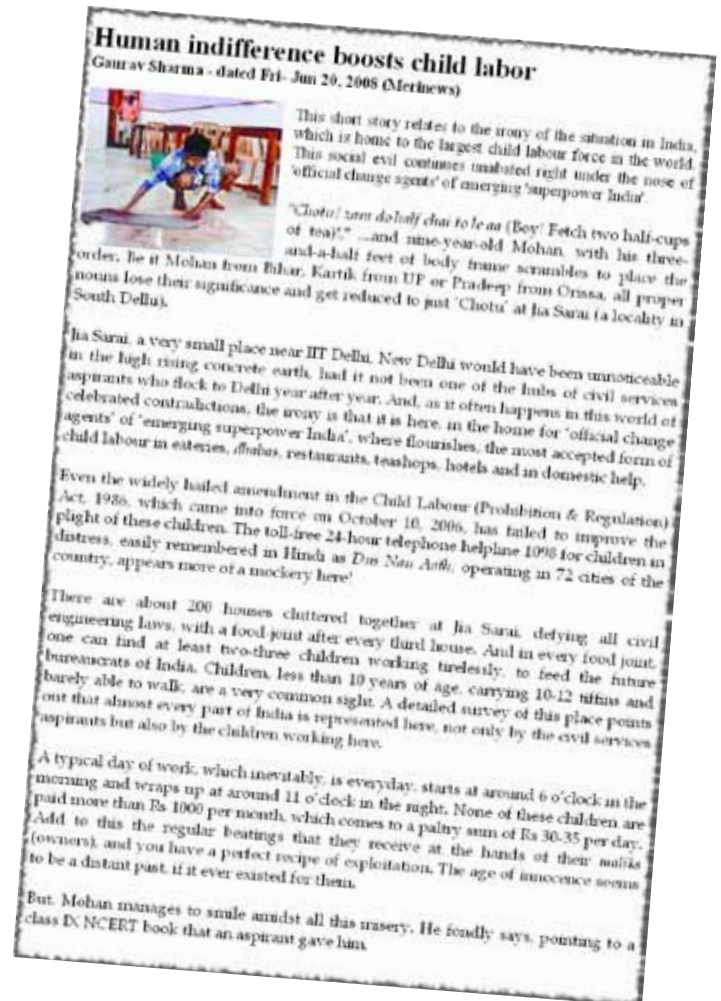 Human indifference boosts child labor
Gaurav Sharma - dated Fri- Jun 20, 2008 (Merinews)
This short story relates to the irony of the situation in India,
which is home to the largest child labour force in the world.
This social evil continues unabated right under the nose of
'official change agents' of emerging 'superpower India'.
"Chotu! zara do half chai to le aa (Boy! Fetch two half-cups
of tea)'," ...and nine-year-old Mohan, with his three-
and-a-half feet of body frame scrambles to place the
order. Be it Mohan from Bihar, Kartik from UP or Pradeep from Orissa, all proper
nouns lose their significance and get reduced to just 'Chotu' at Jia Sarai (a locality in
South Delhi).
Jia Sarai, a very small place near IIT Delhi, New Delhi would have been unnoticeable
in the high rising concrete earth, had it not been one of the hubs of civil services
aspirants who flock to Delhi year after year. And, as it often happens in this world of
celebrated contradictions, the irony is that it is here, in the home for 'official change
agents' of 'emerging superpower India', where flourishes, the most accepted form of
child labour in eateries, dhabas, restaurants, teashops, hotels and in domestic help.
Even the widely hailed amendment in the Child Labour (Prohibition & Regulation)
Act, 1986, which came into force on October 10, 2006, has failed to improve the
plight of these children. The toll-free 24-hour telephone helpline 1098 for children in
distress, easily remembered in Hindi as Dus Nau Aath, operating in 72 cities of the
country, appears more of a mockery here!
There are about 200 houses cluttered together at Jia Sarai, defying all civil
engineering laws, with a food joint after every third house. And in every food joint,
one can find at least two-three children working tirelessly, to feed the future
bureaucrats of India. Children, less than 10 years of age, carrying 10-12 tiffins and
barely able to walk, are a very common sight. A detailed survey of this place points
out that almost every part of India is represented here, not only by the civil services
aspirants but also by the children working here.
A typical day of work, which inevitably, is everyday, starts at around 6 o'clock in the
morning and wraps up at around 11 o'clock in the night. None of these children are
paid more than Rs 1000 per month, which comes to a paltry sum of Rs 30-35 per day.
Add to this the regular beatings that they receive at the hands of their maliks
(owners), and you have a perfect recipe of exploitation. The age of innocence seems
to be a distant past, if it ever existed for them.
But, Mohan manages to smile amidst all this misery. He fondly says, pointing to a
class IX NCERT book that an aspirant gave him,